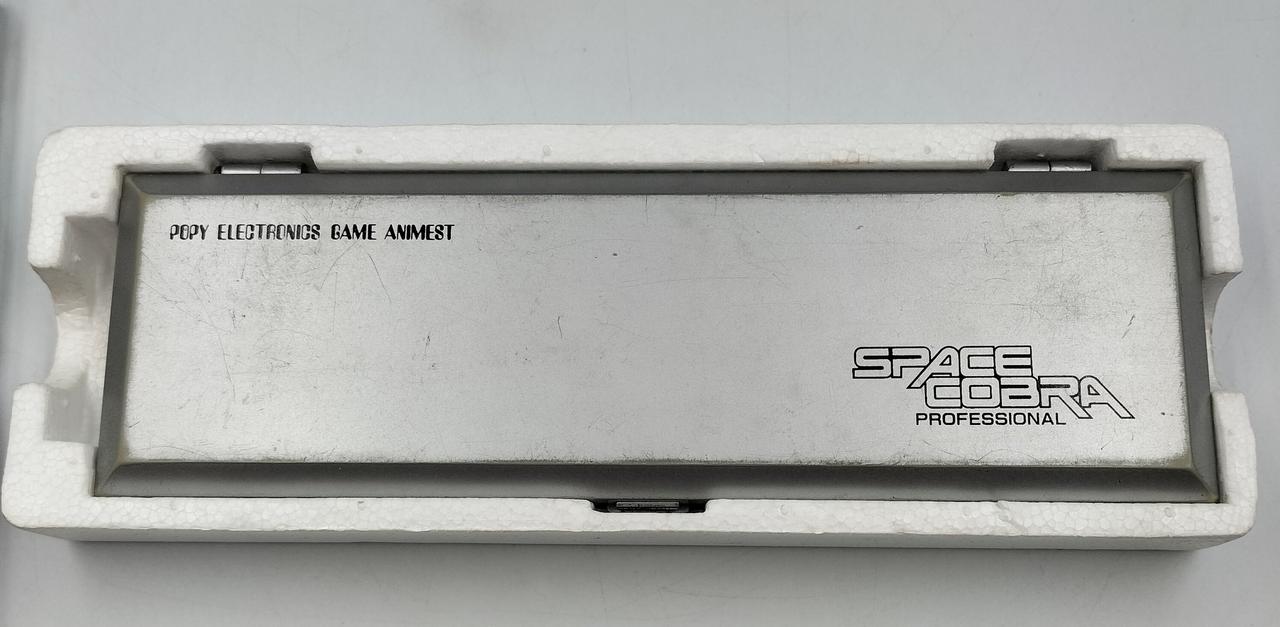 POPY ELECTRONICS GAME ANIMEST
SPACE
COBRA
PROFESSIONAL